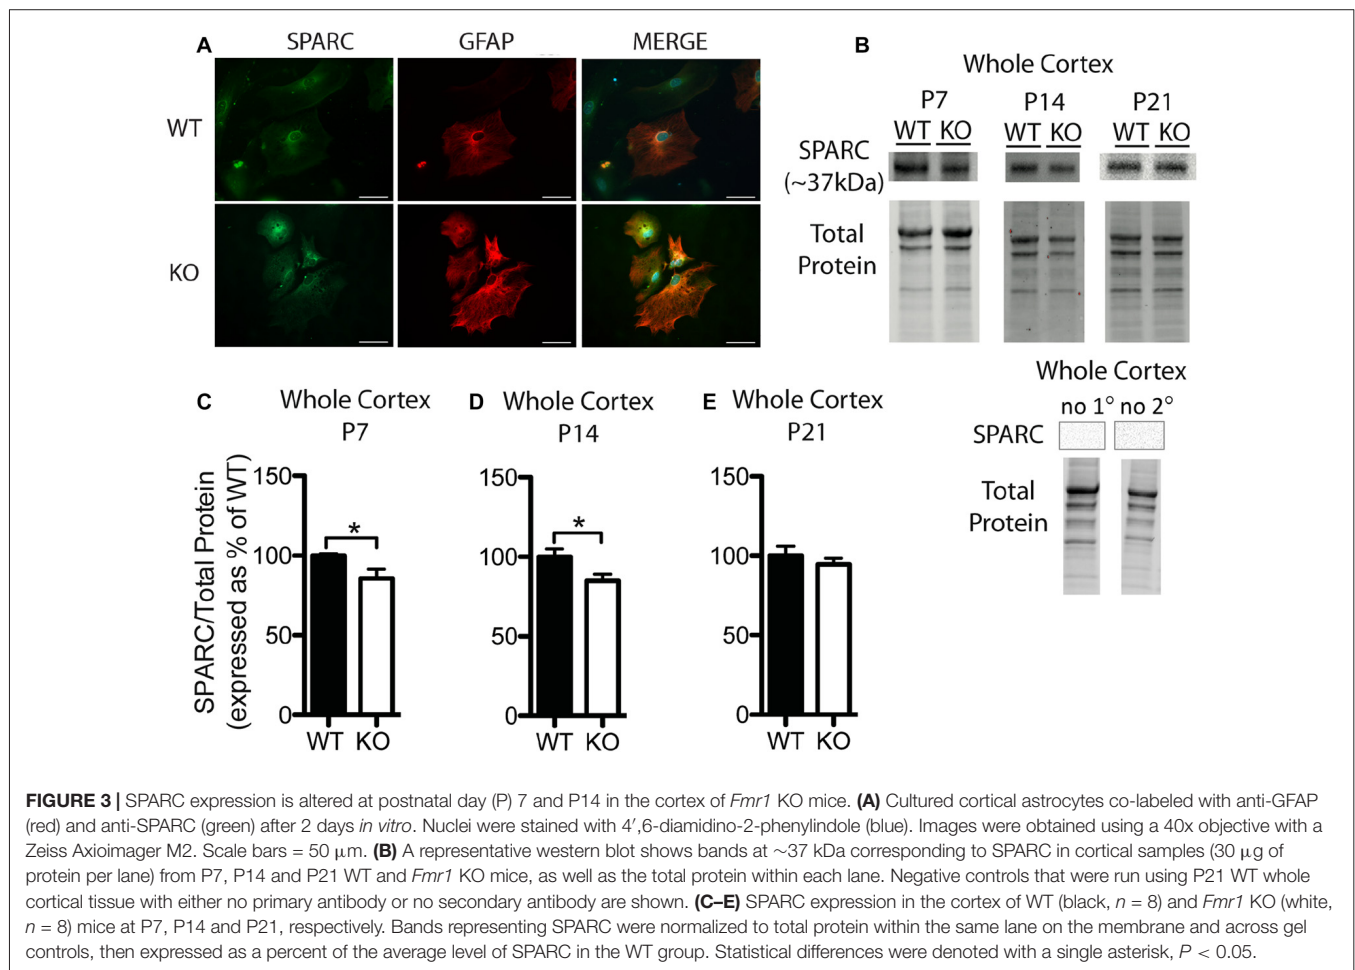 A
SPARC
GFAP
MERGE
WT
KO
B
Whole Cortex
P7
P14
P21
WT KO
WT KO
WT KO
SPARC
(~37kDa)
Total
Protein
Whole Cortex
no 1°
no 2°
SPARC
Total
Protein
C
Whole Cortex
P7
SPARC/Total Protein
(expressed as % of WT)
150
100
50
0
*
WT KO
D
Whole Cortex
P14
150
100
50
0
*
WT KO
E
Whole Cortex
P21
150
100
50
0
WT KO
FIGURE 3 | SPARC expression is altered at postnatal day (P) 7 and P14 in the cortex of Fmr1 KO mice. (A) Cultured cortical astrocytes co-labeled with anti-GFAP
(red) and anti-SPARC (green) after 2 days in vitro. Nuclei were stained with 4′,6-diamidino-2-phenylindole (blue). Images were obtained using a 40x objective with a
Zeiss Axioimager M2. Scale bars = 50 μm. (B) A representative western blot shows bands at ~37 kDa corresponding to SPARC in cortical samples (30 μg of
protein per lane) from P7, P14 and P21 WT and Fmr1 KO mice, as well as the total protein within each lane. Negative controls that were run using P21 WT whole
cortical tissue with either no primary antibody or no secondary antibody are shown. (C–E) SPARC expression in the cortex of WT (black, n = 8) and Fmr1 KO (white,
n = 8) mice at P7, P14 and P21, respectively. Bands representing SPARC were normalized to total protein within the same lane on the membrane and across gel
controls, then expressed as a percent of the average level of SPARC in the WT group. Statistical differences were denoted with a single asterisk, P < 0.05.